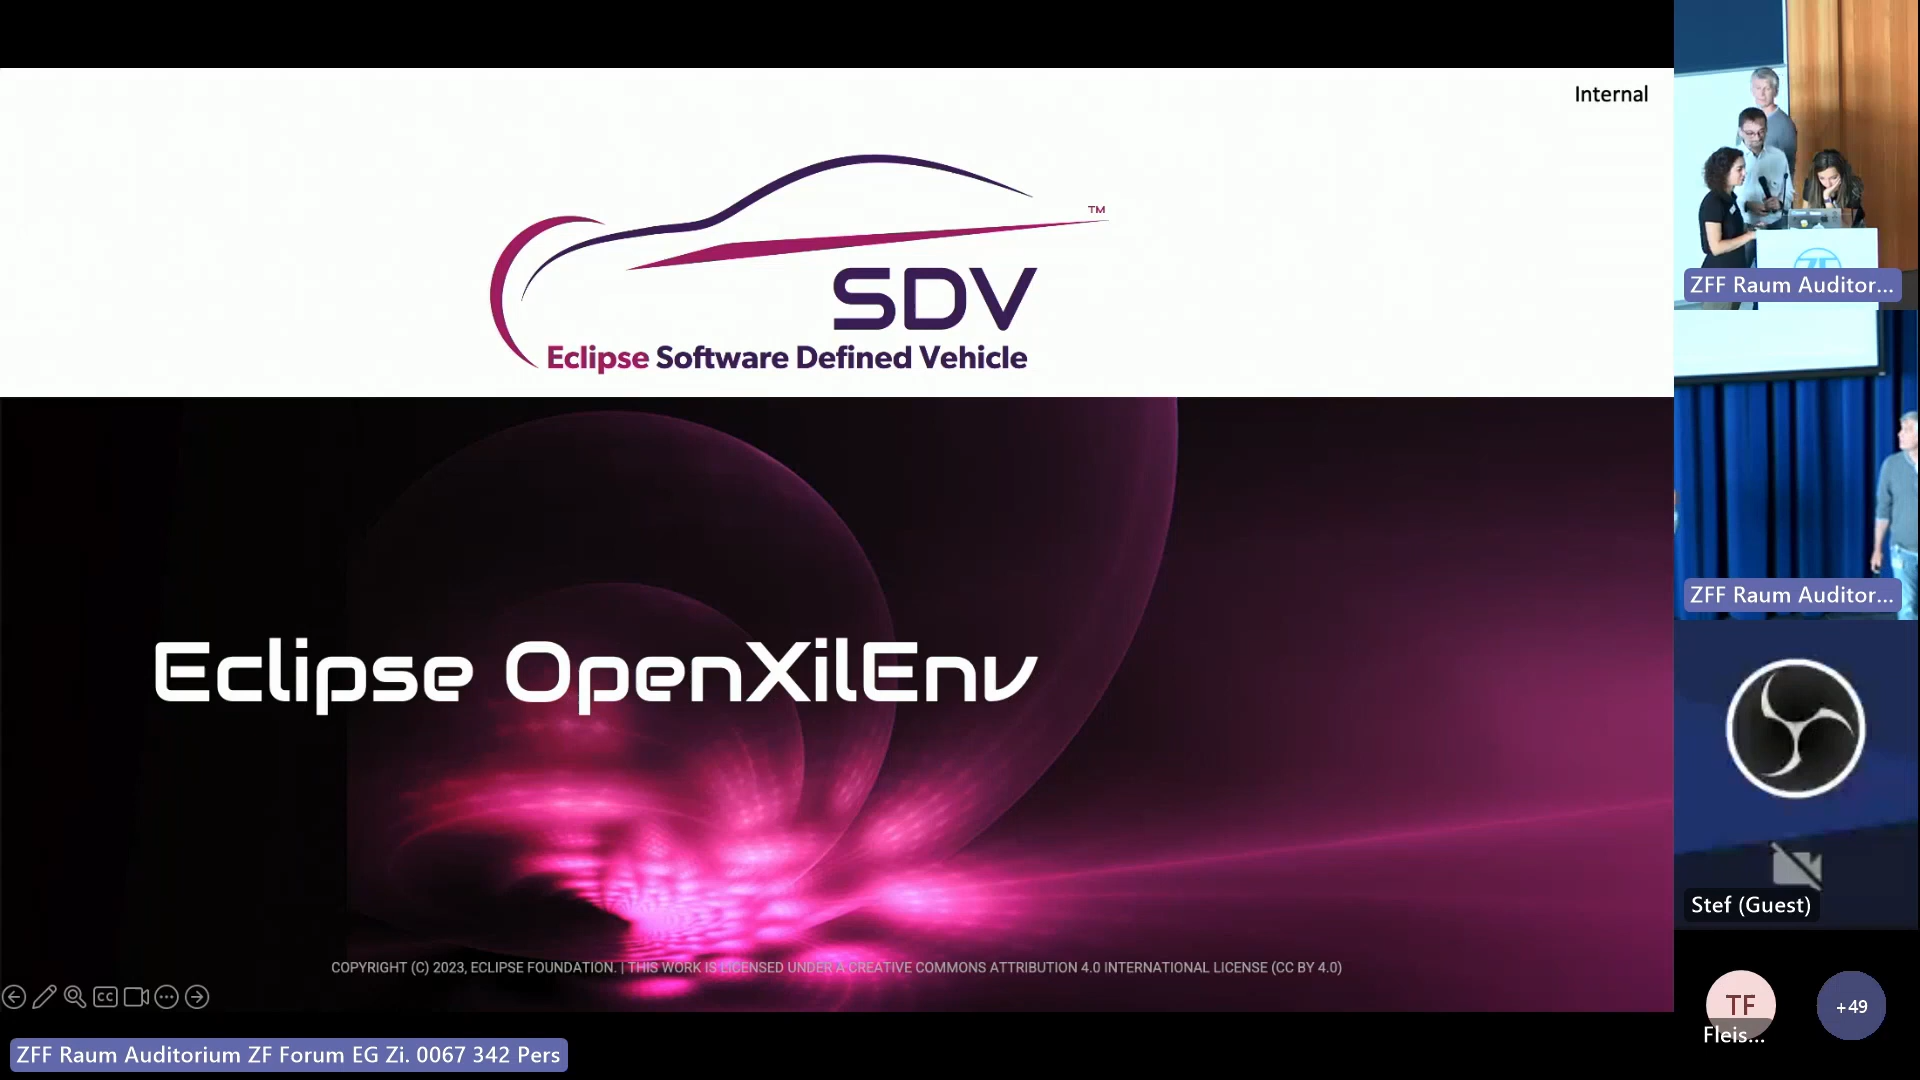 Internal
TM
SDV
Eclipse Software Defined Vehicle
Eclipse OpenXilEnv
COPYRIGHT (C) 2023, ECLIPSE FOUNDATION. | THIS WORK IS LICENSED UNDER A CREATIVE COMMONS ATTRIBUTION 4.0 INTERNATIONAL LICENSE (CC BY 4.0)
CC
ZFF Raum Auditorium ZF Forum EG Zi. 0067 342 Pers
ZF
ZFF Raum Auditor...
ZFF Raum Auditor...
Stef (Guest)
TF
Fleis...
+49